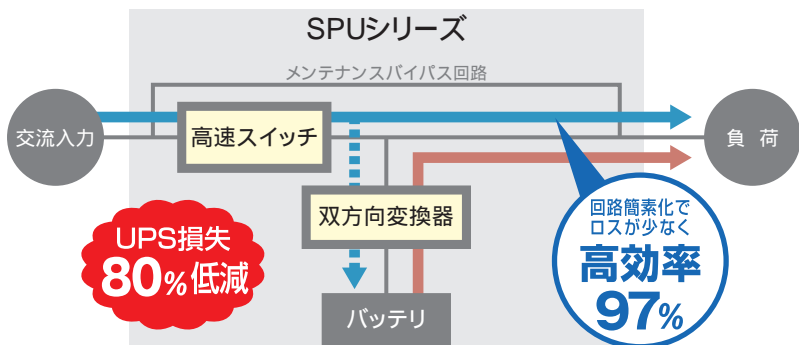 SPUシリーズ
メンテナンスバイパス回路
交流入力
高速スイッチ
負 荷
双方向変換器
バッテリ
UPS損失
80%低減
回路簡素化で
ロスが少なく
高効率
97%